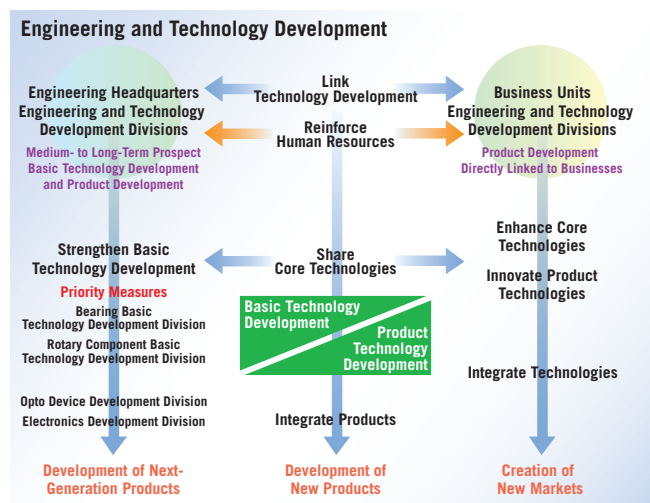 Engineering and Technology Development
Engineering Headquarters
Engineering and Technology
Development Divisions
Medium- to Long-Term Prospect
Basic Technology Development
and Product Development
Link
Technology Development
Reinforce
Human Resources
Business Units
Engineering and Technology
Development Divisions
Product Development
Directly Linked to Businesses
Strengthen Basic
Technology Development
Priority Measures
Bearing Basic
Technology Development Division
Rotary Component Basic
Technology Development Division
Opto Device Development Division
Electronics Development Division
Share
Core Technologies
Basic Technology
Development
Product
Technology
Development
Integrate Products
Enhance Core
Technologies
Innovate Product
Technologies
Integrate Technologies
Development of Next-
Generation Products
Development of
New Products
Creation of
New Markets